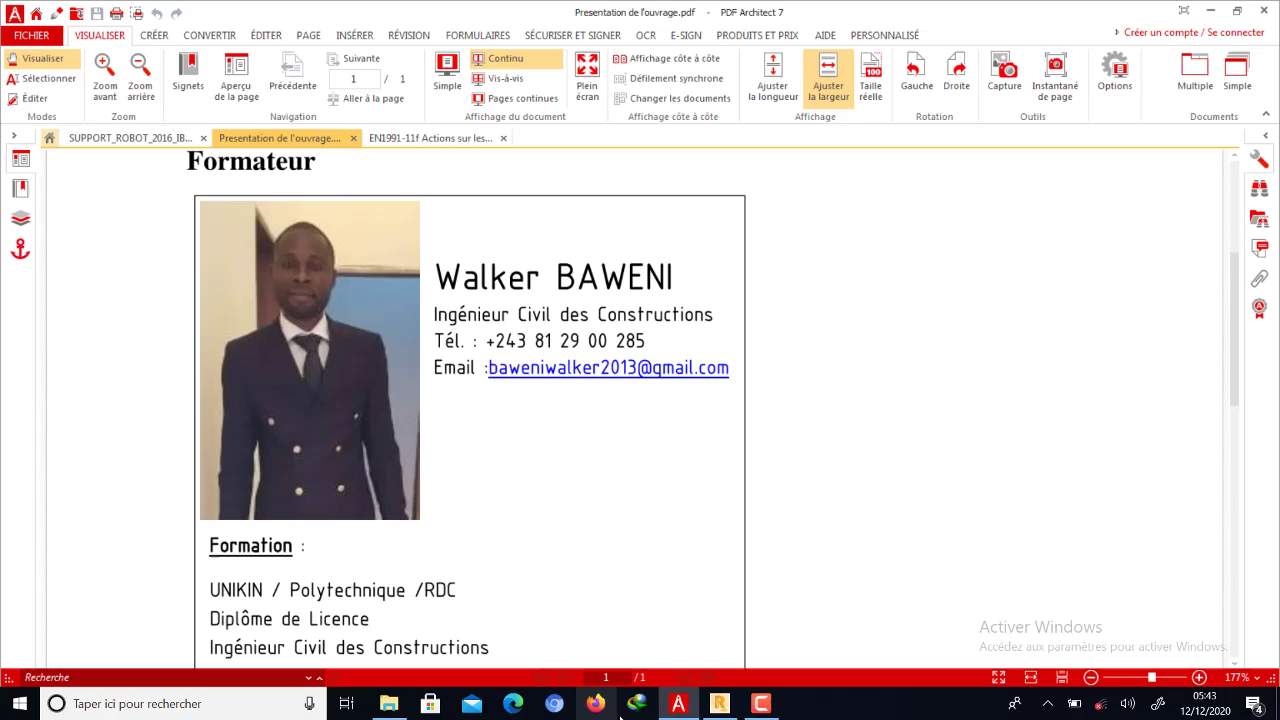 Presentation de l'ouvrage.pdf - PDF Architect 7
FICHIER VISUALISER CRÉER CONVERTIR ÉDITER PAGE INSÉRER RÉVISION FORMULAIRES SÉCURISER ET SIGNER OCR E-SIGN PRODUITS ET PRIX AIDE PERSONNALISÉ Créer un compte / Se connecter
Visualiser
Sélectionner
Éditer
Modes
Zoom avant
Zoom arrière
Zoom
Signets
Aperçu de la page
Précédente
Suivante
1 / 1
Aller à la page
Navigation
Simple
Continu
Vis-à-vis
Pages continues
Affichage du document
Plein écran
Affichage côte à côte
Défilement synchrone
Changer les documents
Affichage côte à côte
Ajuster la longueur
Ajuster la largeur
100
Taille réelle
Affichage
Gauche
Droite
Rotation
Capture
Instantané de page
Outils
Options
Multiple
Simple
Documents
SUPPORT_ROBOT_2016_IB... Presentation de l'ouvrage.... EN1991-11f Actions sur les...
Formateur
Walker BAWENI
Ingénieur Civil des Constructions
Tél. : +243 81 29 00 285
Email :baweniwalker2013@gmail.com
Formation :
UNIKIN / Polytechnique /RDC
Diplôme de Licence
Ingénieur Civil des Constructions
Activer Windows
Accédez aux paramètres pour activer Windows.
Recherche 1 /1 177%
Taper ici pour rechercher
05:43
12/12/2020